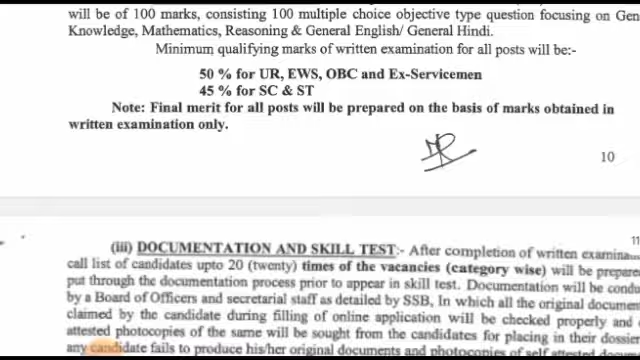 will be of 100 marks, consisting 100 multiple choice objective type question focusing on Gen
Knowledge, Mathematics, Reasoning & General English/ General Hindi.
Minimum qualifying marks of written examination for all posts will be:-
50 % for UR, EWS, OBC and Ex-Servicemen
45 % for SC & ST
Note: Final merit for all posts will be prepared on the basis of marks obtained in
written examination only.
10
11
(iii) DOCUMENTATION AND SKILL TEST:- After completion of written examina
call list of candidates upto 20 (twenty) times of the vacancies (category wise) will be prepare
put through the documentation process prior to appear in skill test. Documentation will be condu
by a Board of Officers and secretarial staff as detailed by SSB, In which all the original documen
claimed by the candidate during filling of online application will be checked properly and
attested photocopies of the same will be sought from the candidates for placing in their dossie
any candidate fails to produce his/her original documents and photocopies of self attested